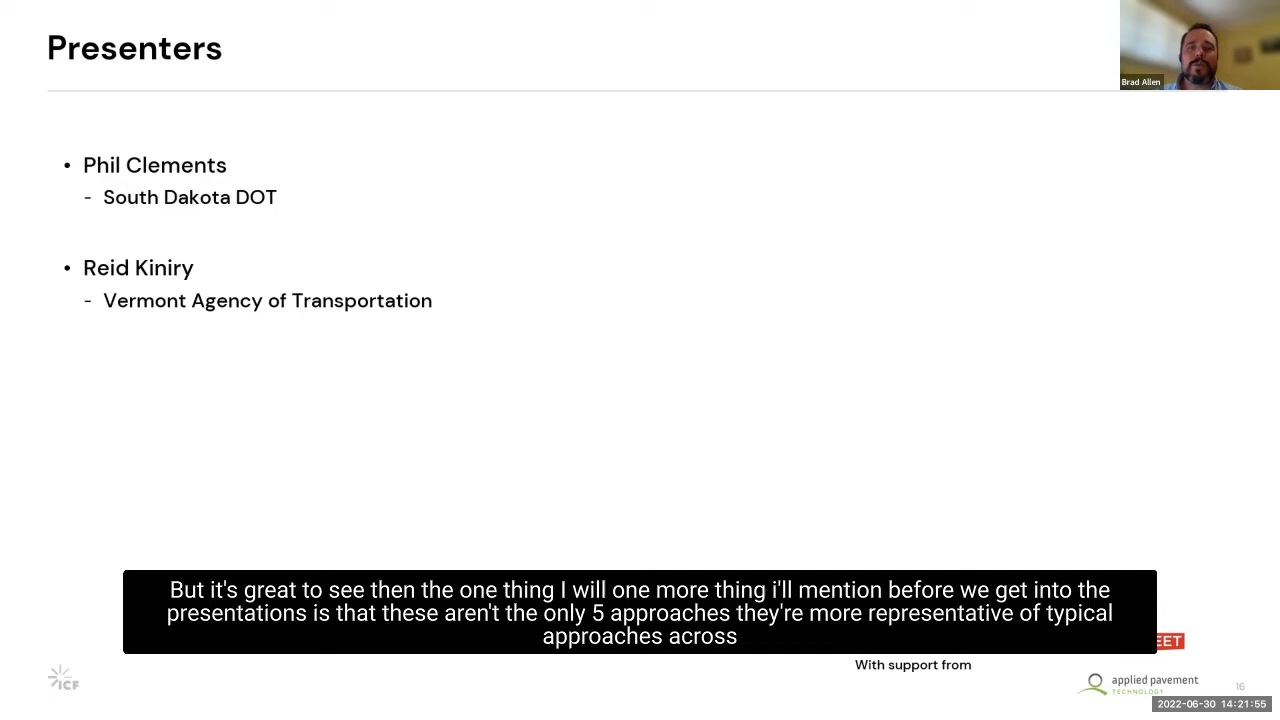 Presenters
Brad Allen
• Phil Clements
- South Dakota DOT
• Reid Kiniry
- Vermont Agency of Transportation
But it's great to see then the one thing I will one more thing i'll mention before we get into the
presentations is that these aren't the only 5 approaches they're more representative of typical
approaches across
EET
With support from
ICF
applied pavement
TECHNOLOGY
16
2022-06-30 14:21:55